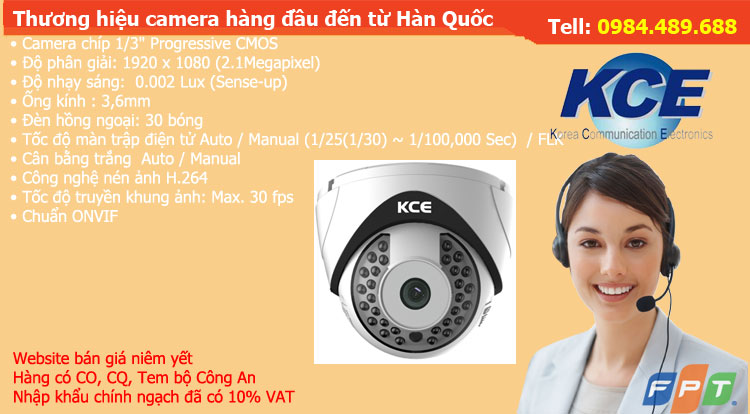 Thương hiệu camera hàng đầu đến từ Hàn Quốc
Tell: 0984.489.688
• Camera chíp 1/3" Progressive CMOS
• Độ phân giải: 1920 x 1080 (2.1Megapixel)
• Độ nhạy sáng: 0.002 Lux (Sense-up)
• Ống kính : 3,6mm
• Đèn hồng ngoại: 30 bóng
• Tốc độ màn trập điện tử Auto / Manual (1/25(1/30) ~ 1/100,000 Sec) / FLK
• Cân bằng trắng Auto / Manual
• Công nghệ nén ảnh H.264
• Tốc độ truyền khung ảnh: Max. 30 fps
• Chuẩn ONVIF
KCE
Korea Communication Electronics
KCE
Website bán giá niêm yết
Hàng có CO, CQ, Tem bộ Công An
Nhập khẩu chính ngạch đã có 10% VAT
FPT